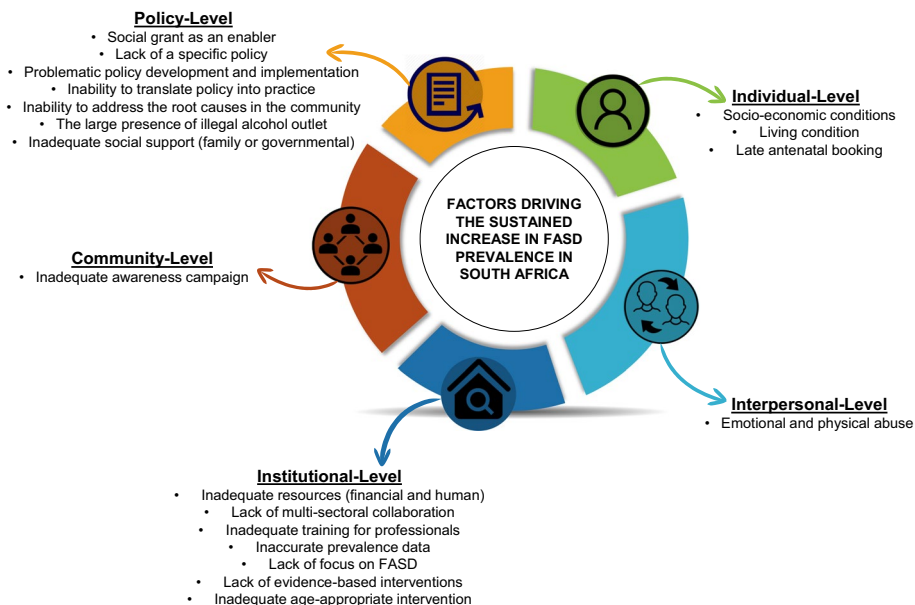 Policy-Level
• Social grant as an enabler
• Lack of a specific policy
• Problematic policy development and implementation
• Inability to translate policy into practice
• Inability to address the root causes in the community
• The large presence of illegal alcohol outlet
• Inadequate social support (family or governmental)
Individual-Level
• Socio-economic conditions
• Living condition
• Late antenatal booking
FACTORS DRIVING
THE SUSTAINED
INCREASE IN FASD
PREVALENCE IN
SOUTH AFRICA
Community-Level
• Inadequate awareness campaign
Interpersonal-Level
• Emotional and physical abuse
Institutional-Level
• Inadequate resources (financial and human)
• Lack of multi-sectoral collaboration
• Inadequate training for professionals
• Inaccurate prevalence data
• Lack of focus on FASD
• Lack of evidence-based interventions
• Inadequate age-appropriate intervention